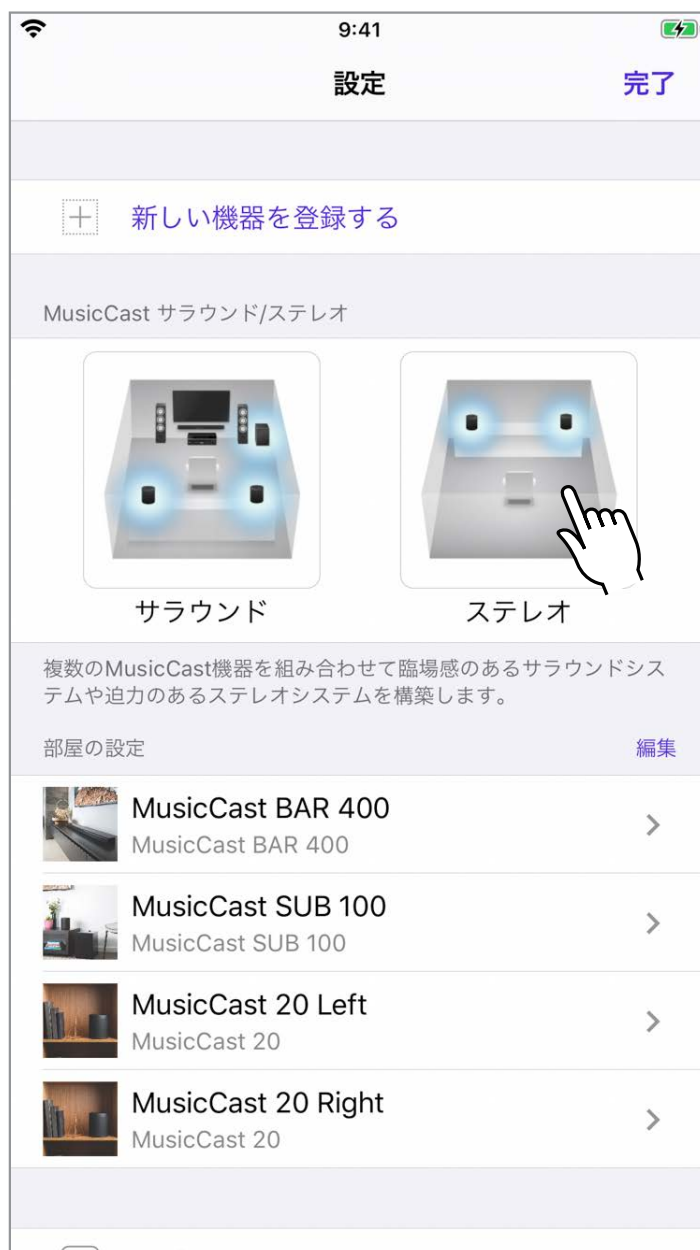 9:41
設定
完了
新しい機器を登録する
MusicCast サラウンド/ステレオ
サラウンド
ステレオ
複数のMusicCast機器を組み合わせて臨場感のあるサラウンドシス
テムや迫力のあるステレオシステムを構築します。
部屋の設定
編集
MusicCast BAR 400
MusicCast BAR 400
MusicCast SUB 100
MusicCast SUB 100
MusicCast 20 Left
MusicCast 20
MusicCast 20 Right
MusicCast 20